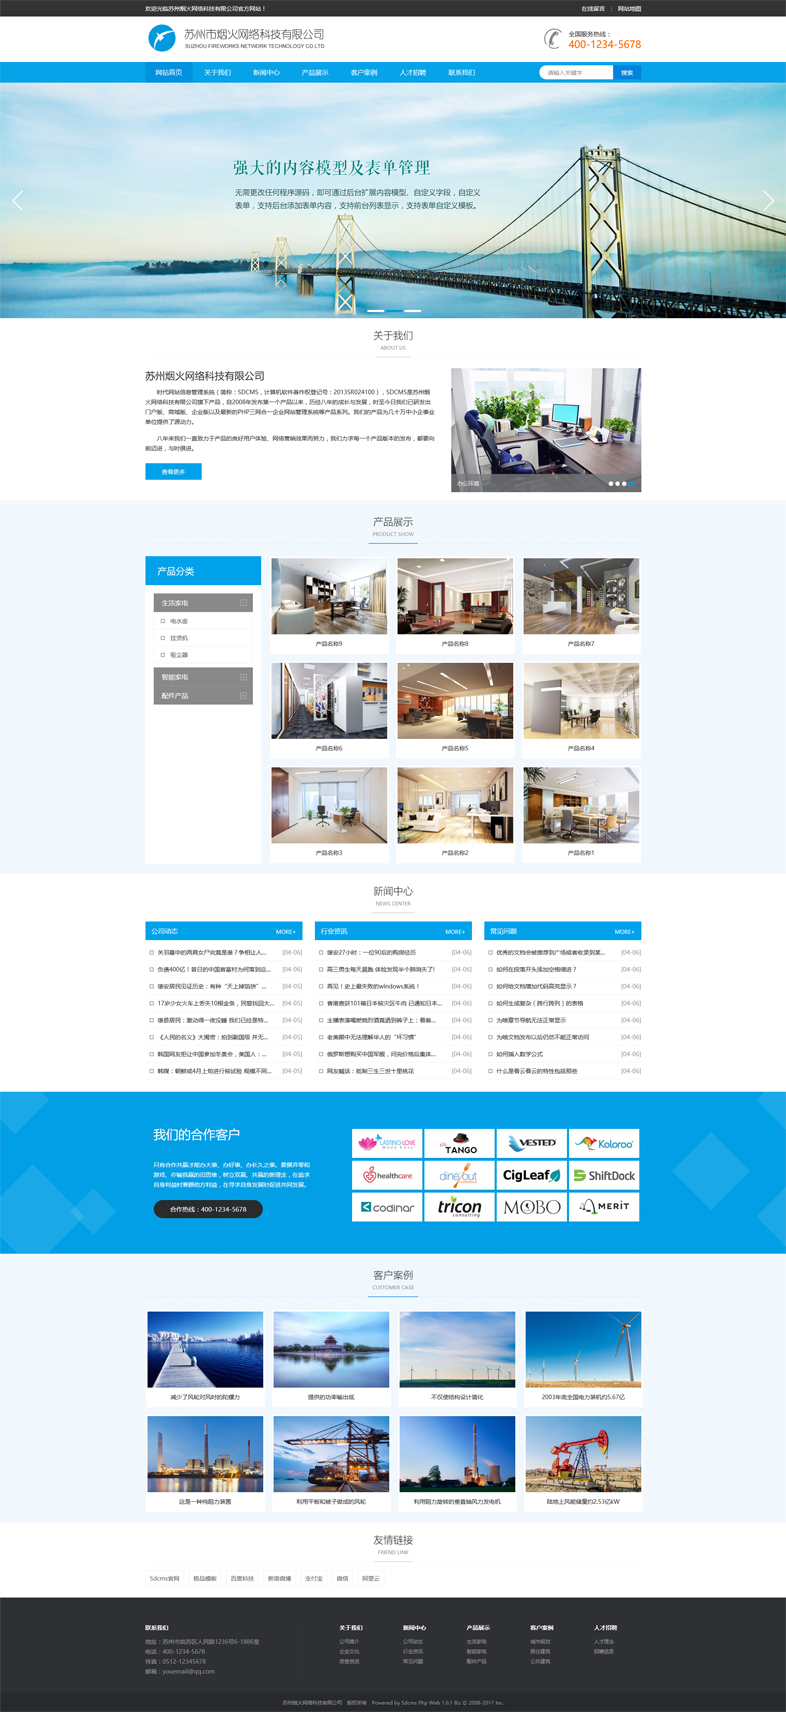 欢迎光临苏州烟火网络科技有限公司官方网站！
在线留言 | 网站地图
苏州市烟火网络科技有限公司
SUZHOU FIREWORKS NETWORK TECHNOLOGY CO LTD
全国服务热线：
400-1234-5678
网站首页 关于我们 新闻中心 产品展示 客户案例 人才招聘 联系我们
请输入关键字 搜索
强大的内容模型及表单管理
无需更改任何程序源码，即可通过后台扩展内容模型、自定义字段，自定义
表单，支持后台添加表单内容，支持前台列表显示，支持表单自定义模板。
关于我们
ABOUT US
苏州烟火网络科技有限公司
时代网站信息管理系统（简称：SDCMS，计算机软件著作权登记号：2013SR024100），SDCMS是苏州烟
火网络科技有限公司旗下产品，自2008年发布第一个产品以来，历经八年的成长与发展，时至今日我们已研发出
门户版、商城版、企业版以及最新的PHP三网合一企业网站管理系统等产品系列。我们的产品为几十万中小企事业
单位提供了源动力。
八年来我们一直致力于产品的良好用户体验、网络营销效果而努力，我们力求每一个产品版本的发布，都要向
前迈进，与时俱进。
查看更多
办公环境
产品展示
PRODUCT SHOW
产品分类
生活家电
电水壶
挂烫机
吸尘器
智能家电
配件产品
产品名称9
产品名称8
产品名称7
产品名称6
产品名称5
产品名称4
产品名称3
产品名称2
产品名称1
新闻中心
NEWS CENTER
公司动态 MORE+
关羽墓中的两具女尸究竟是谁？争相让人... [04-06]
负债400亿！昔日的中国首富村为何落到这... [04-06]
雄安居民见证历史：有种“天上掉馅饼”... [04-05]
17岁少女火车上丢失10根金条，民警找回大... [04-05]
雄县居民：激动得一夜没睡 我们已经是特... [04-05]
《人民的名义》大揭密：拍到副国级 并无... [04-05]
韩国网友拒让中国参加冬奥会，美国人：... [04-05]
韩媒：朝鲜或4月上旬进行核试验 规模不同... [04-05]
行业资讯 MORE+
雄安27小时：一位90后的购房经历 [04-06]
高三男生每天晨跑 体检发现半个肺消失了! [04-06]
再见！史上最失败的windows系统！ [04-06]
香港查获101箱日本核灾区牛肉 已通知日本... [04-06]
主播表演嘴燃烧烈酒竟洒到裤子上：看着... [04-06]
老美眼中无法理解华人的“坏习惯” [04-06]
俄罗斯想购买中国军舰，问完价格后集体... [04-06]
网友喊话：抵制三生三世十里桃花 [04-06]
常见问题 MORE+
优秀的文档会被推荐到广场或者收录到某... [04-06]
如何在段落开头添加空格缩进？ [04-06]
如何给文档增加代码高亮显示？ [04-06]
如何生成复杂（跨行跨列）的表格 [04-06]
为啥章节导航无法正常显示 [04-06]
为啥文档发布以后仍然不能正常访问 [04-06]
如何插入数学公式 [04-06]
什么是看云看云的特性包括那些 [04-06]
我们的合作客户
只有合作共赢才能办大事、办好事、办长久之事。要摒弃零和
游戏、你输我赢的旧思维，树立双赢、共赢的新理念，在追求
自身利益时兼顾他方利益，在寻求自身发展时促进共同发展。
合作热线：400-1234-5678
LASTING LOVE
Made Easy
TANGO
VESTED
Koloroo
healthcare
dine out
CigLeaf
ShiftDock
codinar
tricon
consulting
MOBO
MERIT
客户案例
CUSTOMER CASE
减少了风轮对风时的陀螺力
提供的功率输出低
不仅使结构设计简化
2003年底全国电力装机约5.67亿
这是一种纯阻力装置
利用平板和被子做成的风轮
利用阻力旋转的垂直轴风力发电机
陆地上风能储量约2.53亿kW
友情链接
FRIEND LINK
Sdcms官网 极品模板 百度科技 新浪微博 支付宝 微信 阿里云
联系我们
地址：苏州市姑苏区人民路1236号6-1886室
电话：400-1234-5678
传真：0512-12345678
邮箱：youemail@qq.com
关于我们
公司简介
企业文化
荣誉资质
新闻中心
公司动态
行业资讯
常见问题
产品展示
生活家电
智能家电
配件产品
客户案例
城市规划
居住建筑
公共建筑
人才招聘
人才理念
招聘信息
苏州烟火网络科技有限公司 版权所有 Powered by Sdcms Php Web 1.0.1 Biz © 2008-2017 Inc.